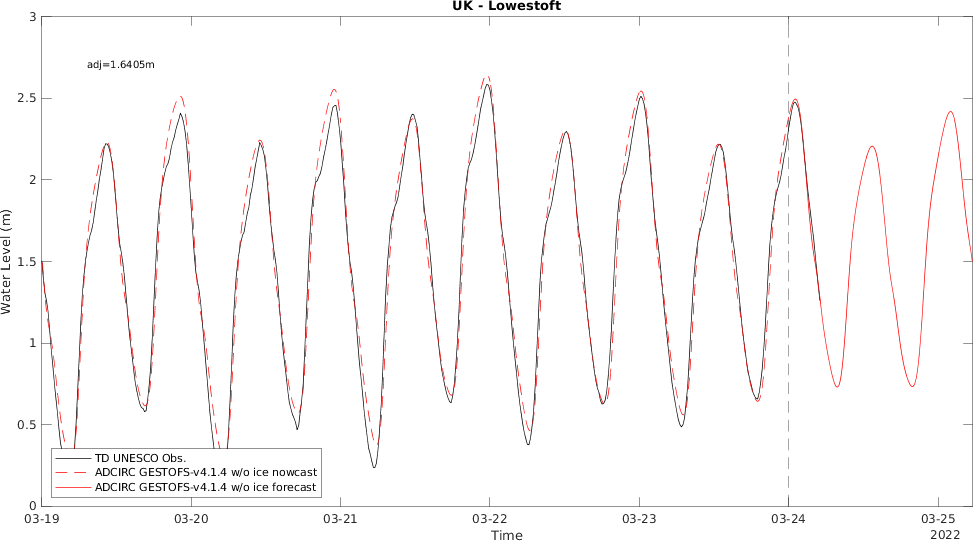 UK - Lowestoft
3
adj=1.6405m
2.5
2
1.5
1
0.5
0
Water Level (m)
TD UNESCO Obs.
ADCIRC GESTOFS-v4.1.4 w/o ice nowcast
ADCIRC GESTOFS-v4.1.4 w/o ice forecast
03-19 03-20 03-21 03-22 03-23 03-24 03-25
Time
2022